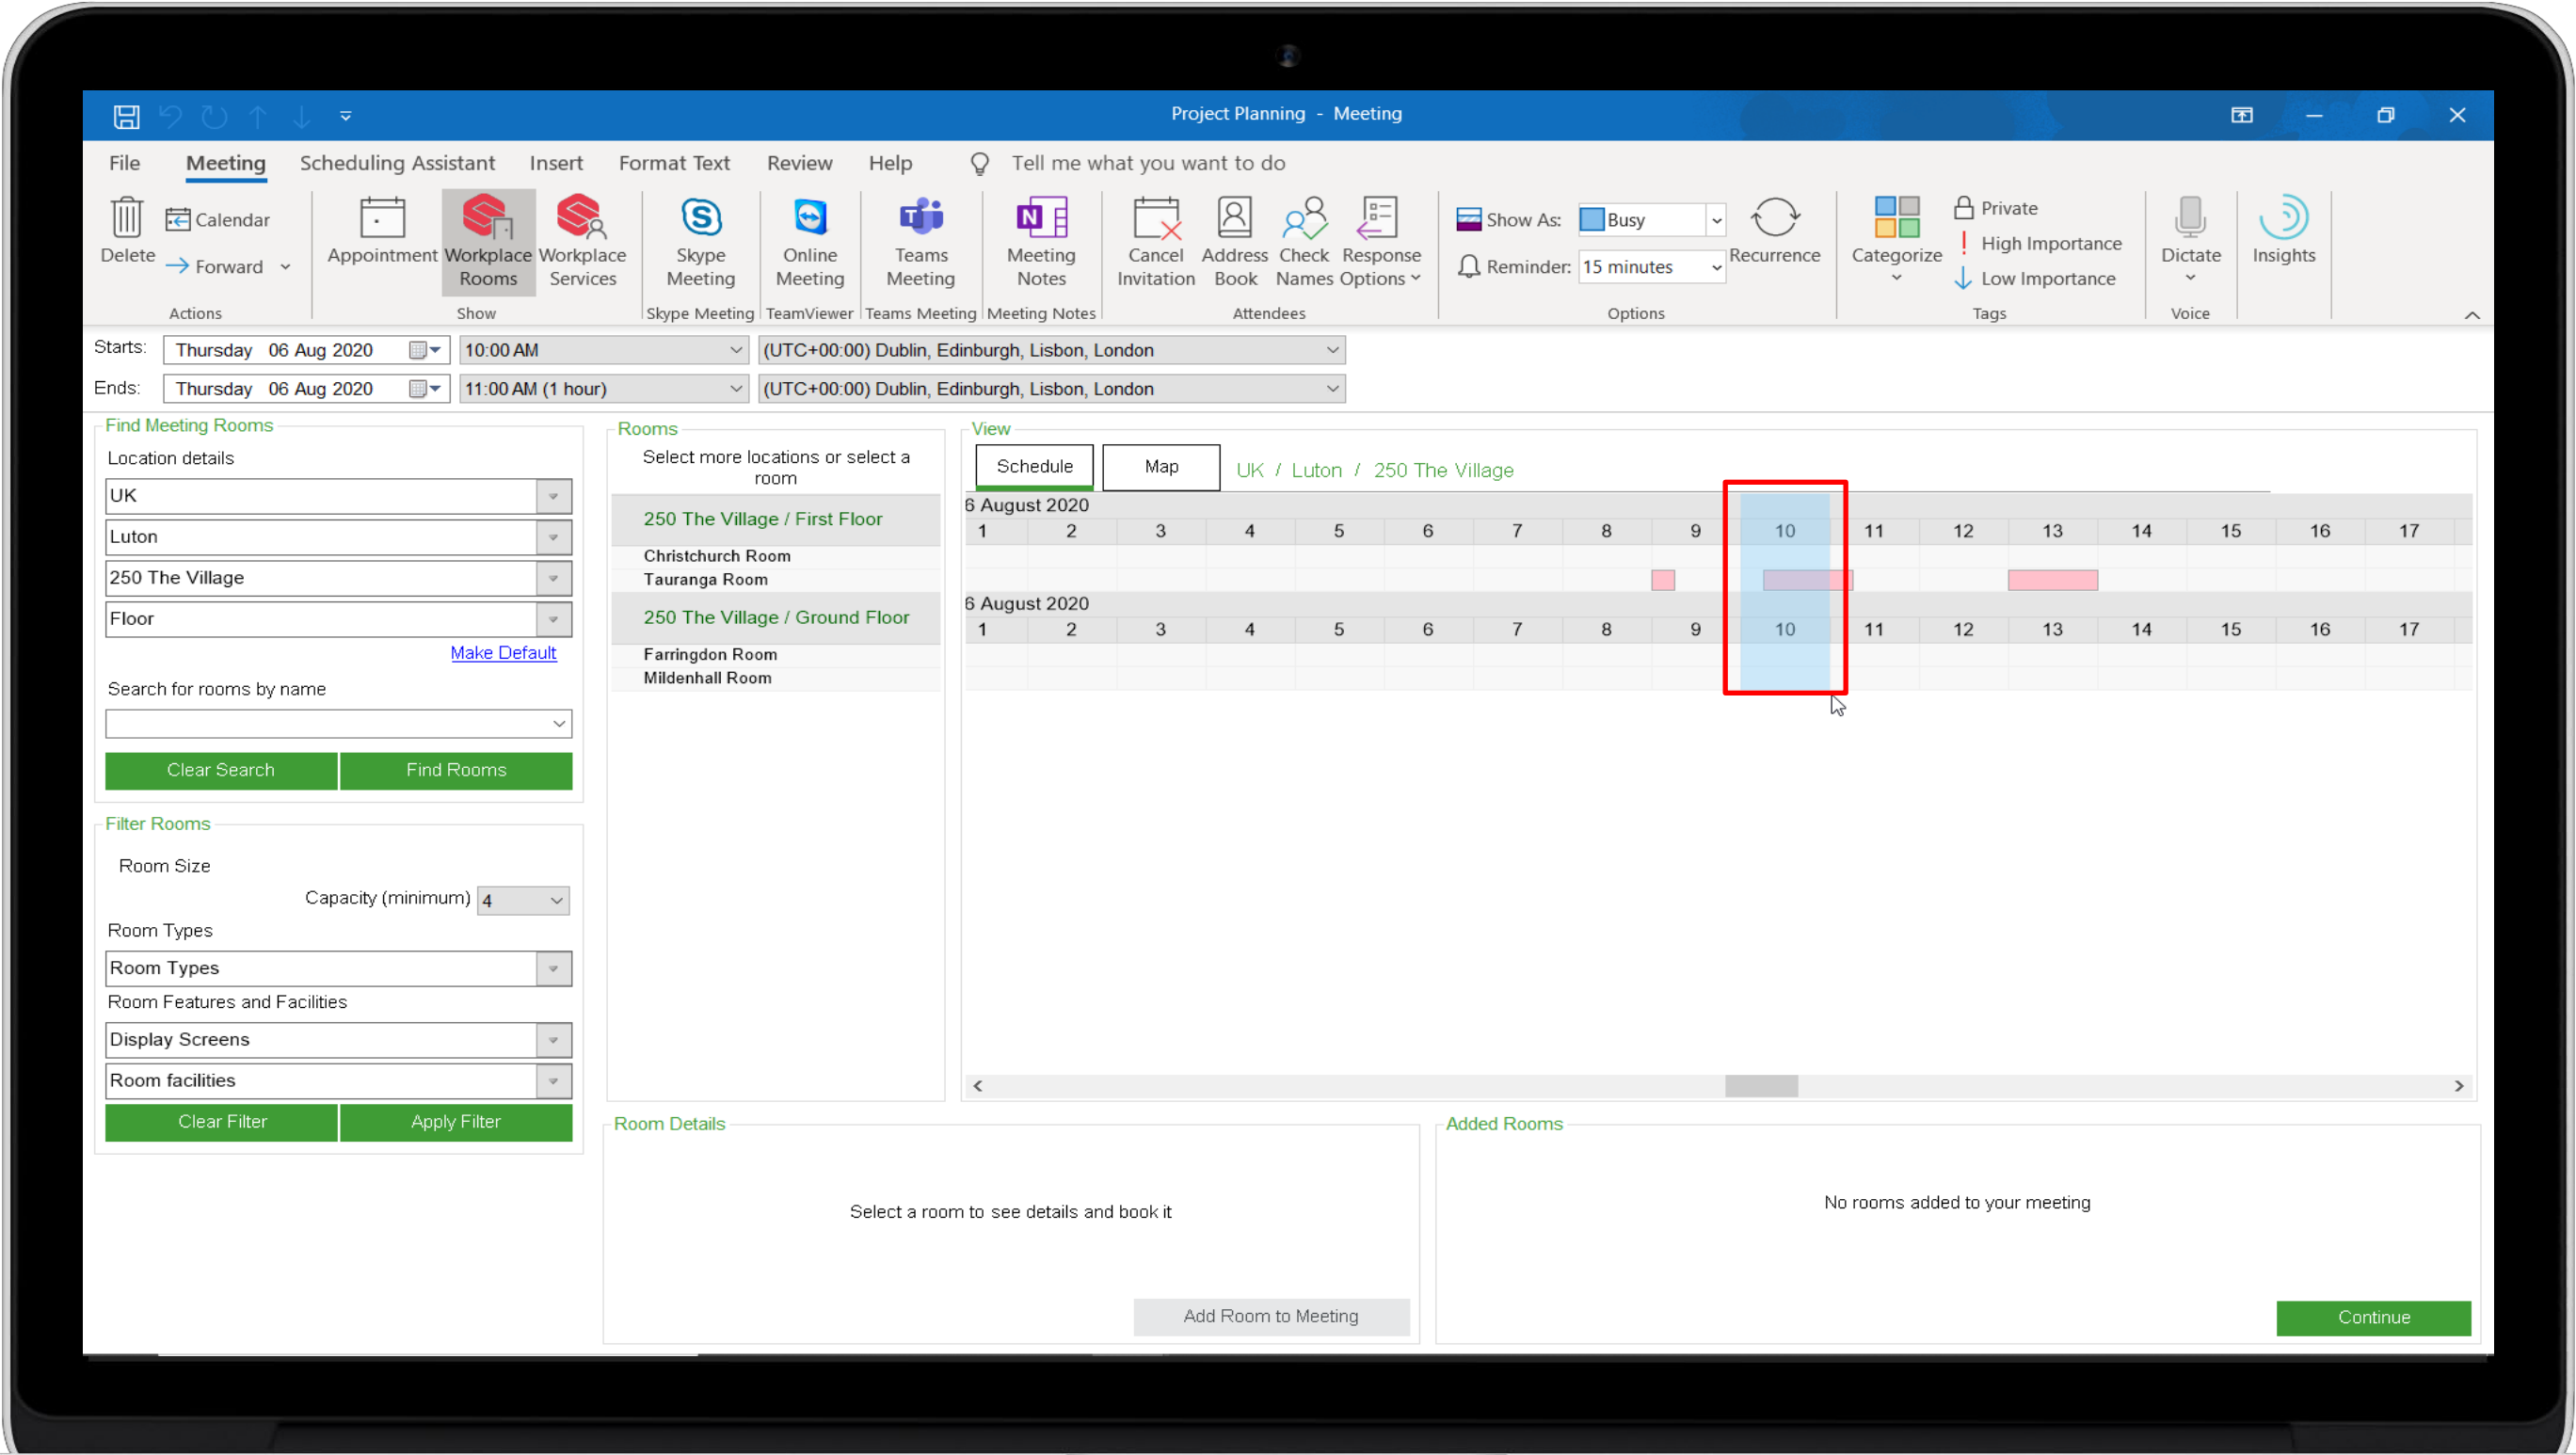 Project Planning - Meeting
File Meeting Scheduling Assistant Insert Format Text Review Help Tell me what you want to do
Delete
Calendar
Forward
Actions
Appointment
Workplace
Rooms
Workplace
Services
Show
Skype
Meeting
Skype Meeting
Online
Meeting
TeamViewer
Teams
Meeting
Teams Meeting
N
Meeting
Notes
Meeting Notes
Cancel
Invitation
Address
Book
Check
Names
Response
Options
Attendees
Show As: Busy
Reminder: 15 minutes
Recurrence
Options
Categorize
Private
High Importance
Low Importance
Tags
Dictate
Voice
Insights
Starts: Thursday 06 Aug 2020 10:00 AM (UTC+00:00) Dublin, Edinburgh, Lisbon, London
Ends: Thursday 06 Aug 2020 11:00 AM (1 hour) (UTC+00:00) Dublin, Edinburgh, Lisbon, London
Find Meeting Rooms
Location details
UK
Luton
250 The Village
Floor
Make Default
Search for rooms by name
Clear Search Find Rooms
Filter Rooms
Room Size
Capacity (minimum) 4
Room Types
Room Types
Room Features and Facilities
Display Screens
Room facilities
Clear Filter Apply Filter
Rooms
Select more locations or select a
room
250 The Village / First Floor
Christchurch Room
Tauranga Room
250 The Village / Ground Floor
Farringdon Room
Mildenhall Room
View
Schedule Map UK / Luton / 250 The Village
6 August 2020
1 2 3 4 5 6 7 8 9 10 11 12 13 14 15 16 17
6 August 2020
1 2 3 4 5 6 7 8 9 10 11 12 13 14 15 16 17
Room Details
Select a room to see details and book it
Add Room to Meeting
Added Rooms
No rooms added to your meeting
Continue